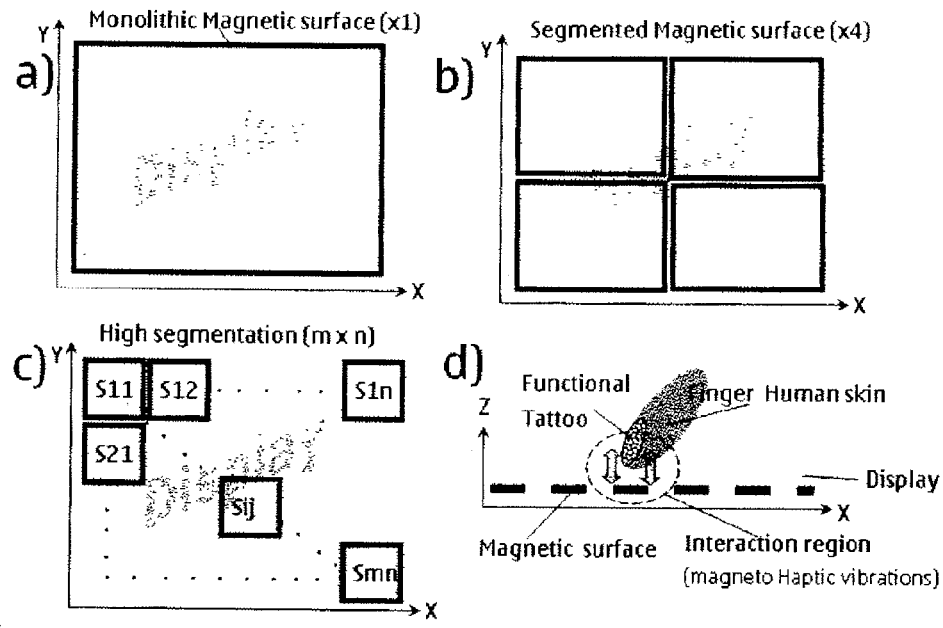 a)
Monolithic Magnetic surface (x1)
Y
X
b)
Segmented Magnetic surface (x4)
Y
X
c)
High segmentation (m x n)
Y
S11 S12 S1n
S21
Sij
Smn
X
d)
Functional
Tattoo
Finger Human skin
Z
Display
X
Magnetic surface
Interaction region
(magneto Haptic vibrations)